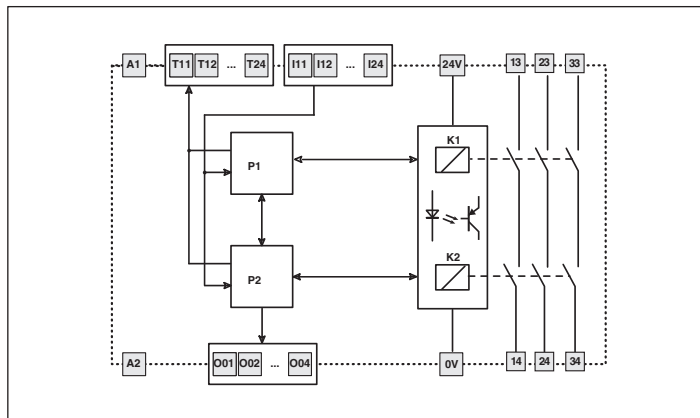 A1 T11 T12 ... T24 I11 I12 ... I24 24V 13 23 33
K1
P1
K2
P2
A2 O01 O02 ... O04 0V 14 24 34